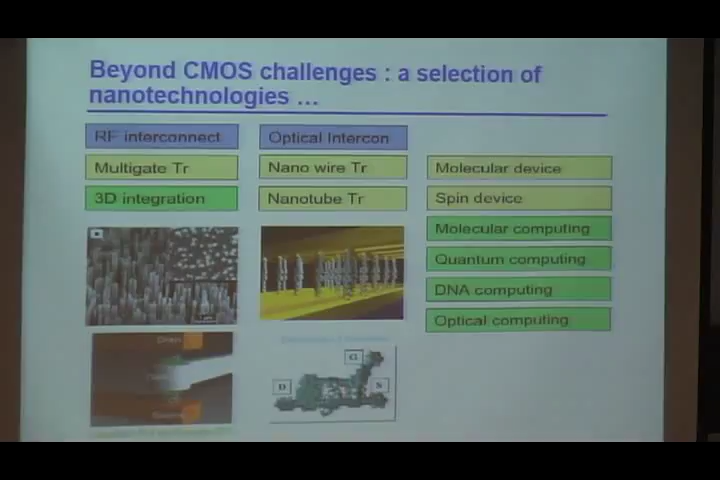 Beyond CMOS challenges : a selection of
nanotechnologies ...
RF interconnect
Optical Intercon
Multigate Tr
Nano wire Tr
Molecular device
3D integration
Nanotube Tr
Spin device
Molecular computing
Quantum computing
DNA computing
Optical computing
Drain
G
D
S